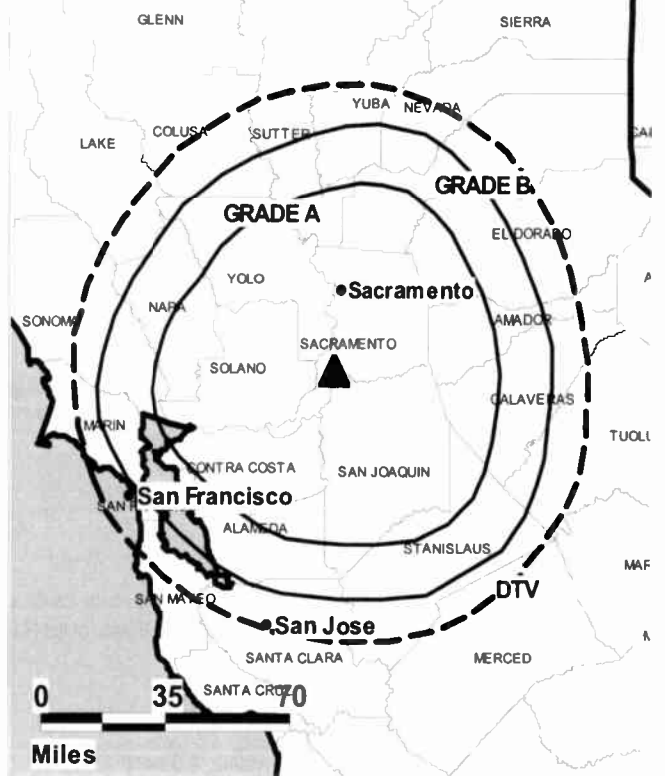 GLENN
SIERRA
YUBA
NEVADA
COLUSA
SUTTER
LAKE
GRADE B
GRADE A
EL DORADO
YOLO
Sacramento
NAPA
SONOMA
AMADOR
SACRAMENTO
SOLANO
CALAVERAS
MARIN
TUOLU
CONTRA COSTA
SAN JOAQUIN
San Francisco
SAN F
ALAMEDA
STANISLAUS
MAR
DTV
SAN MATEO
San Jose
SANTA CLARA
MERCED
SANTA CRUZ
0 35 70
Miles